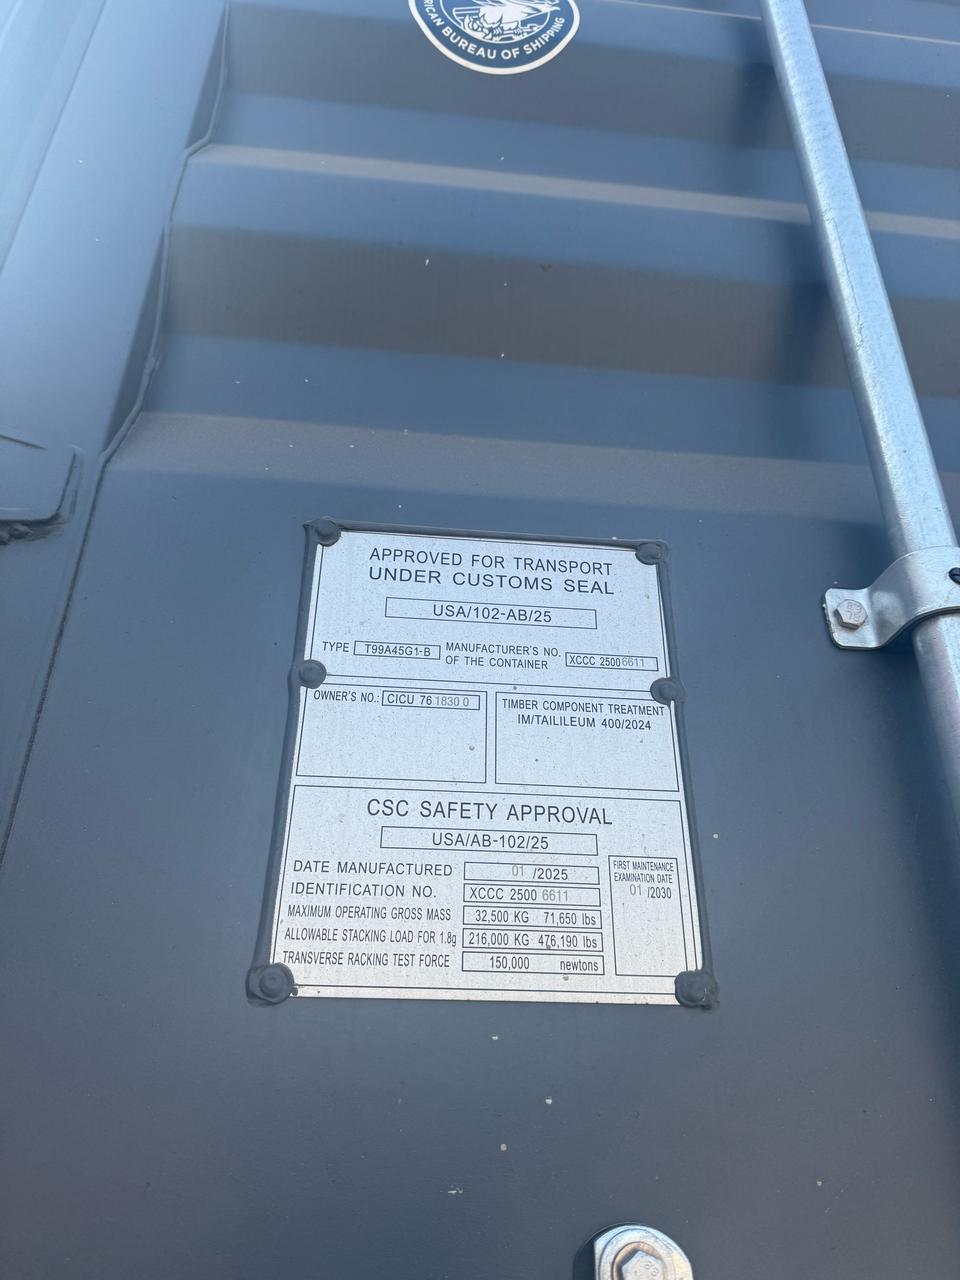 RICAN BUREAU OF SHIPPING
APPROVED FOR TRANSPORT
UNDER CUSTOMS SEAL
USA/102-AB/25
TYPE T99A45G1-B MANUFACTURER'S NO. OF THE CONTAINER XCCC 2500 6611
OWNER'S NO.: CICU 76 1830 0
TIMBER COMPONENT TREATMENT
IM/TAILILEUM 400/2024
CSC SAFETY APPROVAL
USA/AB-102/25
DATE MANUFACTURED 01 /2025
IDENTIFICATION NO. XCCC 2500 6611
MAXIMUM OPERATING GROSS MASS 32,500 KG 71,650 lbs
ALLOWABLE STACKING LOAD FOR 1.8g 216,000 KG 476,190 lbs
TRANSVERSE RACKING TEST FORCE 150,000 newtons
FIRST MAINTENANCE
EXAMINATION DATE
01 /2030